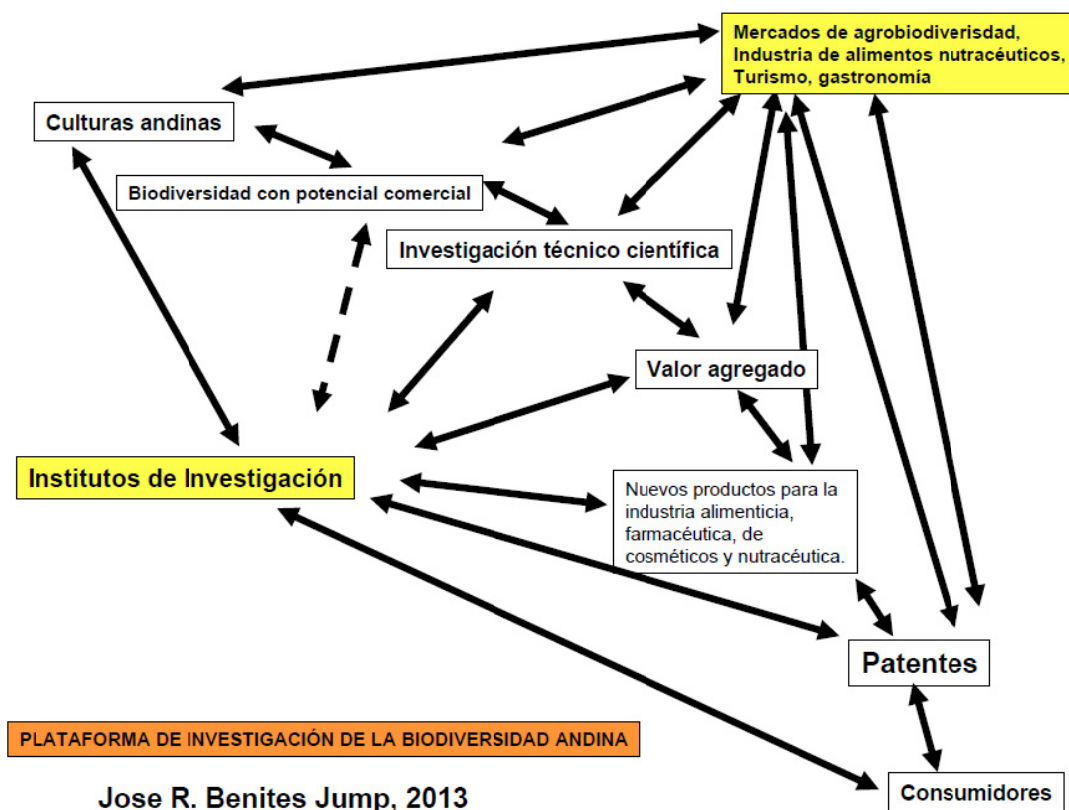 Mercados de agrobiodiverisdad,
Industria de alimentos nutracéuticos,
Turismo, gastronomía
Culturas andinas
Biodiversidad con potencial comercial
Investigación técnico científica
Valor agregado
Institutos de Investigación
Nuevos productos para la
industria alimenticia,
farmacéutica, de
cosméticos y nutracéutica.
Patentes
PLATAFORMA DE INVESTIGACIÓN DE LA BIODIVERSIDAD ANDINA
Consumidores
Jose R. Benites Jump, 2013